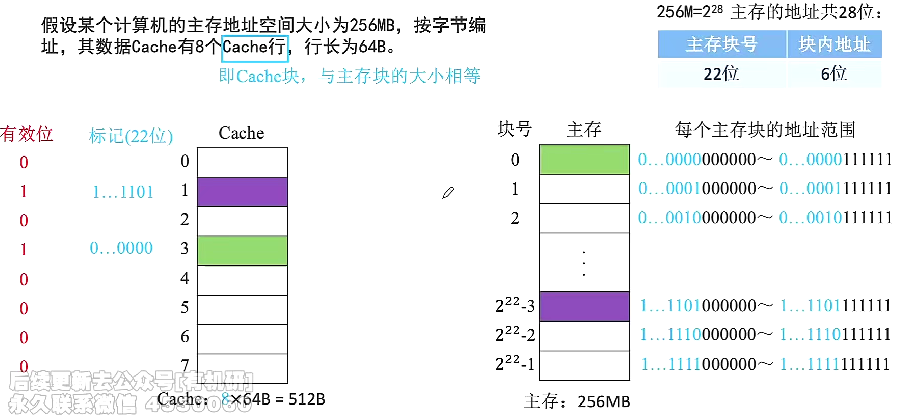 假设某个计算机的主存地址空间大小为256MB，按字节编
址，其数据Cache有8个Cache行，行长为64B。
即Cache块，与主存块的大小相等
256M=2²⁸ 主存的地址共28位：
主存块号 块内地址
22位 6位
有效位 标记(22位) Cache
0 0
1 1...1101 1
0 2
1 0...0000 3
0 4
0 5
0 6
0 7
Cache：8×64B = 512B
块号 主存 每个主存块的地址范围
0 0...0000000000～ 0...0000111111
1 0...0001000000～ 0...0001111111
2 0...0010000000～ 0...0010111111
⋮
2²²-3 1...1101000000～ 1...1101111111
2²²-2 1...1110000000～ 1...1110111111
2²²-1 1...1111000000～ 1...1111111111
主存：256MB
后续更新去公众号[有机研]
永久联系微信